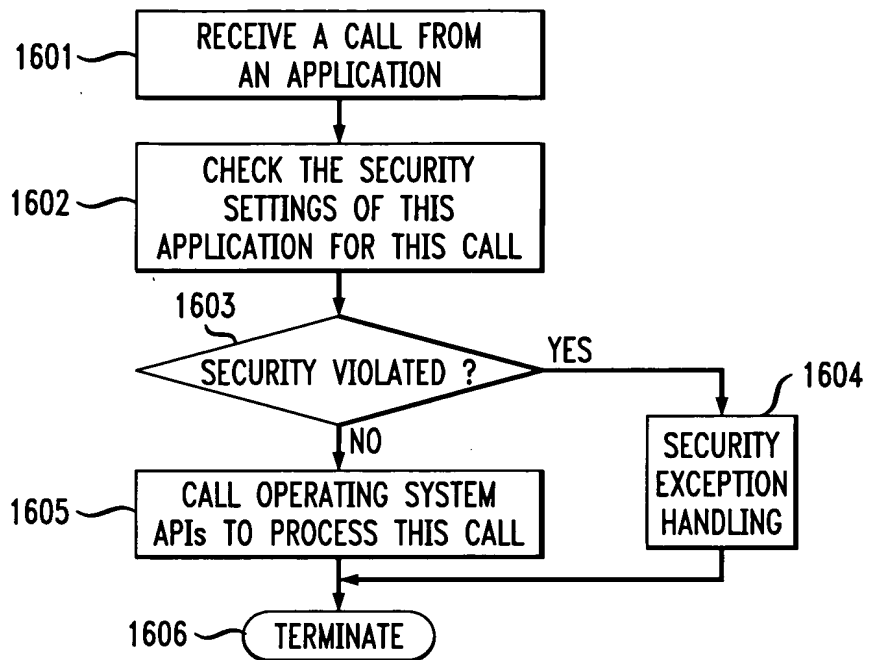 1601
RECEIVE A CALL FROM
AN APPLICATION
1602
CHECK THE SECURITY
SETTINGS OF THIS
APPLICATION FOR THIS CALL
1603
SECURITY VIOLATED ?
YES
NO
1604
SECURITY
EXCEPTION
HANDLING
1605
CALL OPERATING SYSTEM
APIs TO PROCESS THIS CALL
1606
TERMINATE